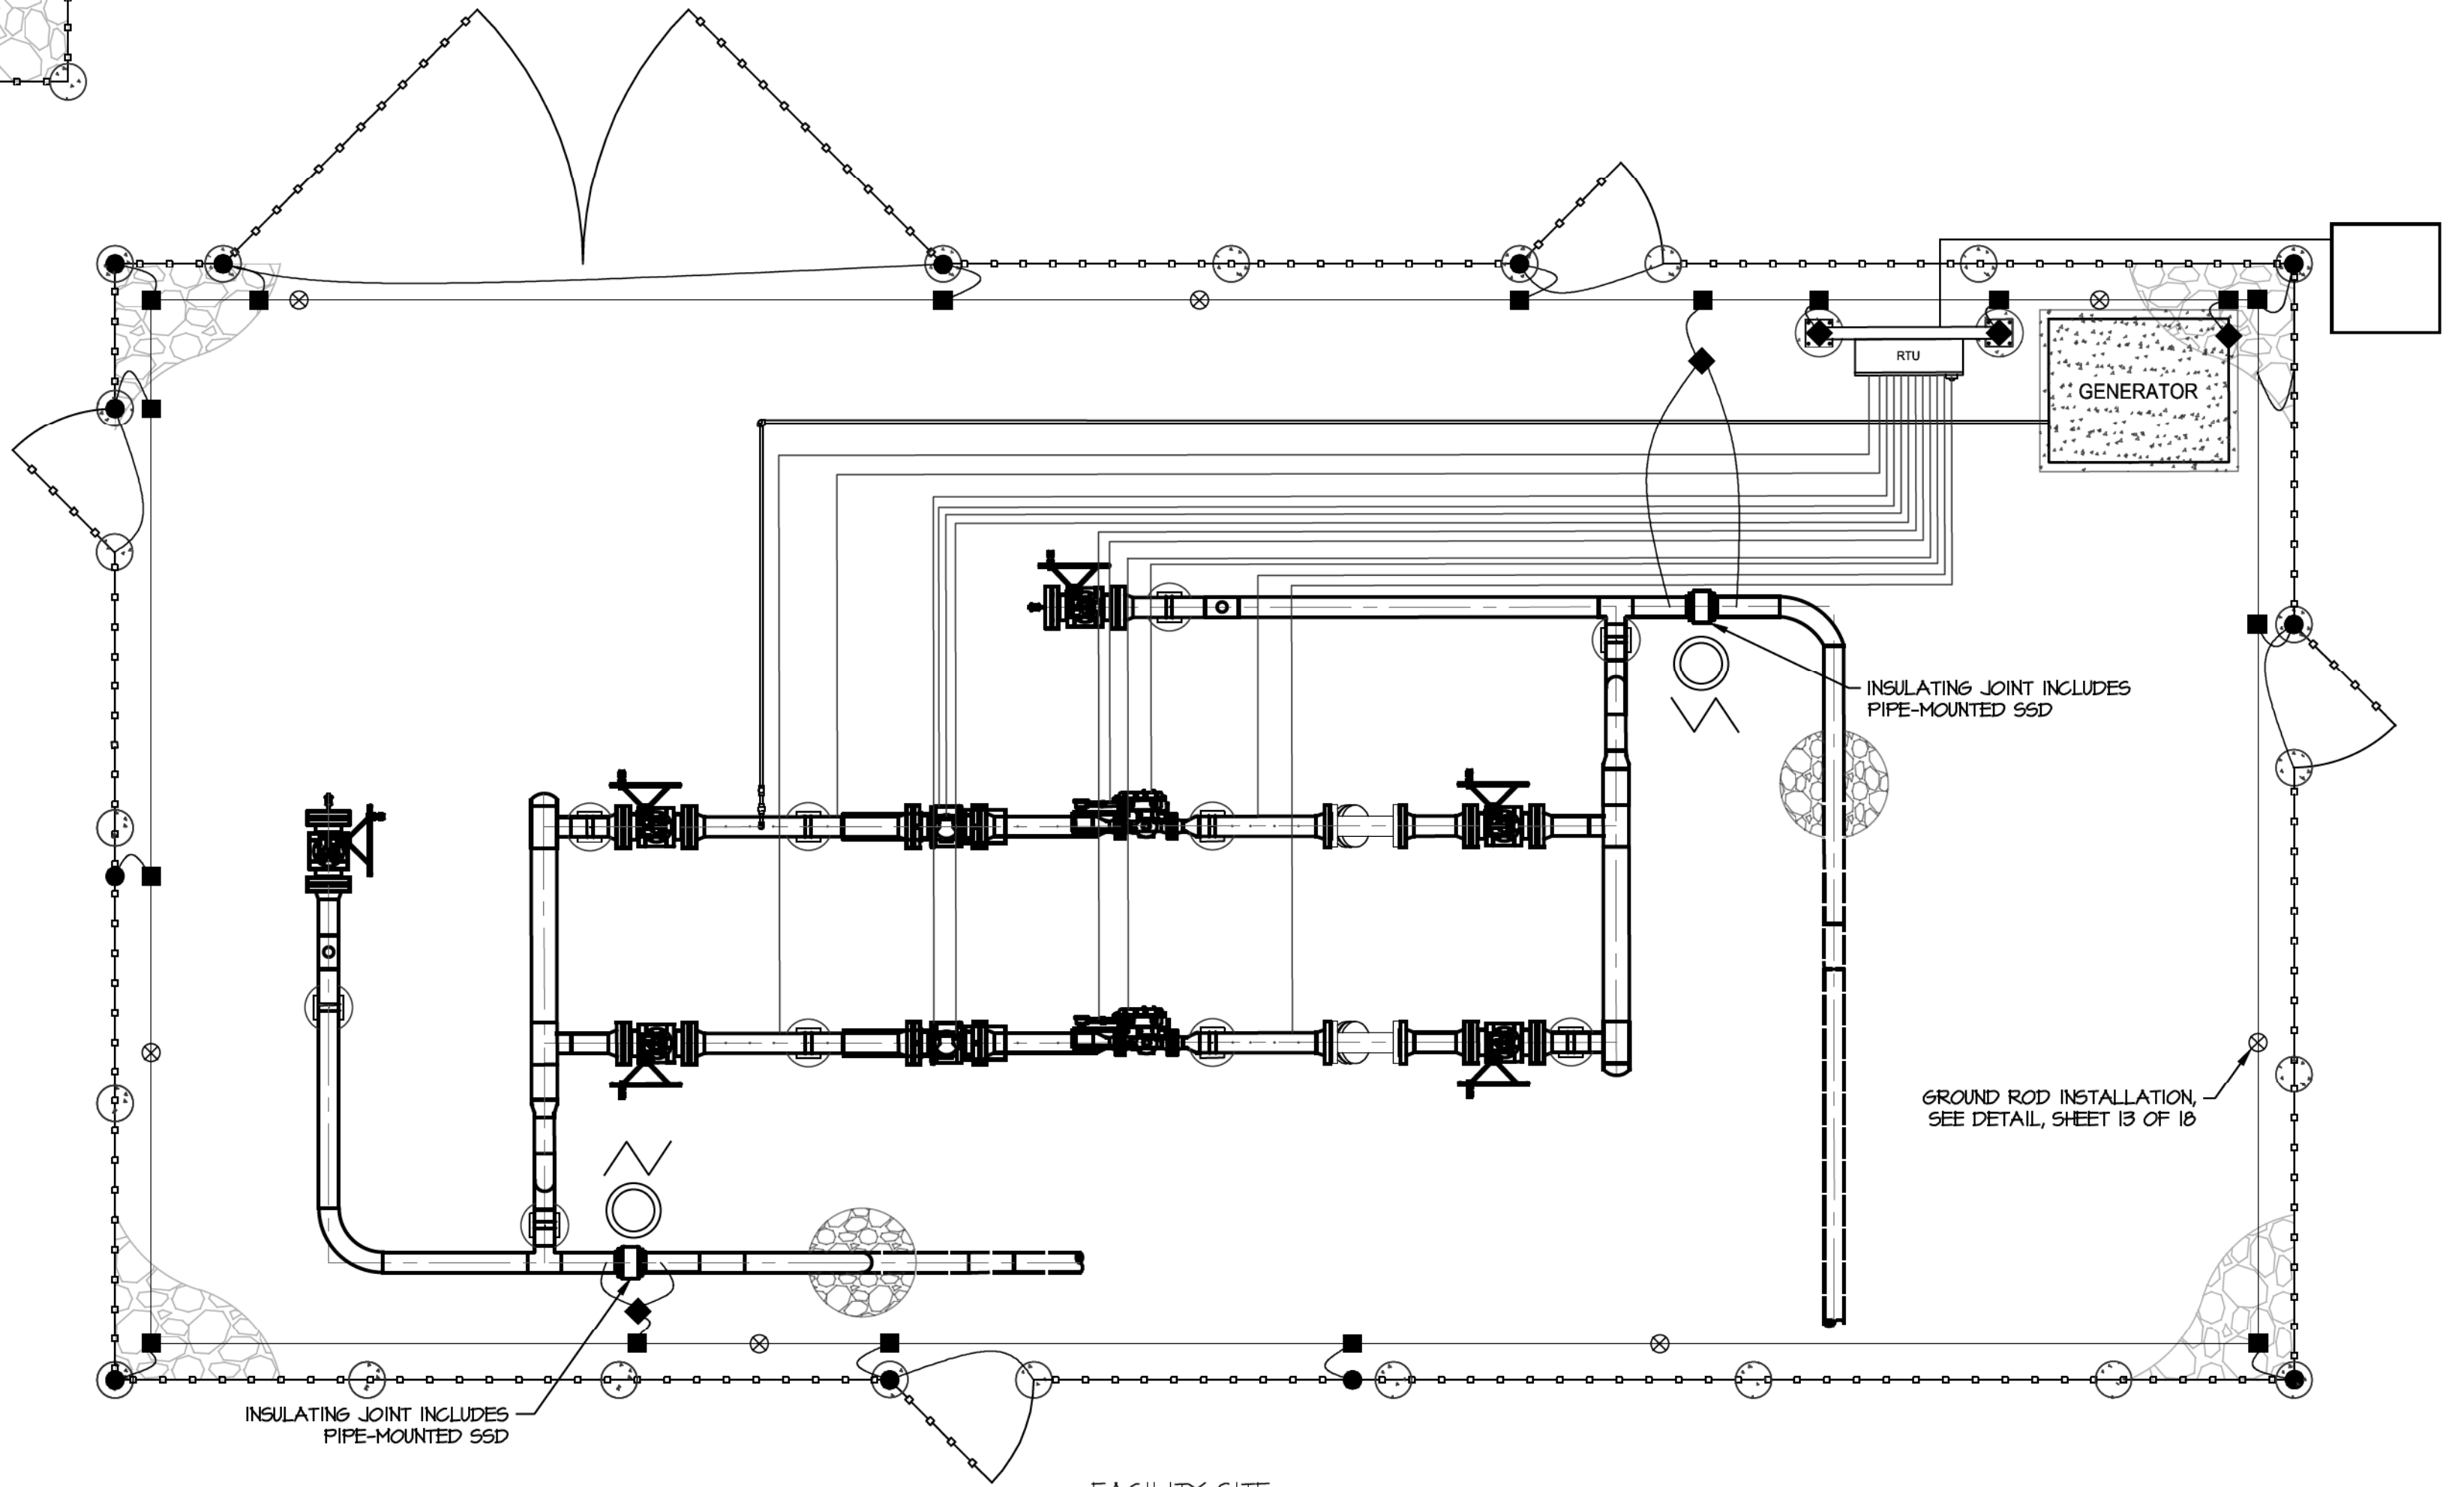 RTU
GENERATOR
INSULATING JOINT INCLUDES
PIPE-MOUNTED SSD
GROUND ROD INSTALLATION,
SEE DETAIL, SHEET 13 OF 18
INSULATING JOINT INCLUDES
PIPE-MOUNTED SSD